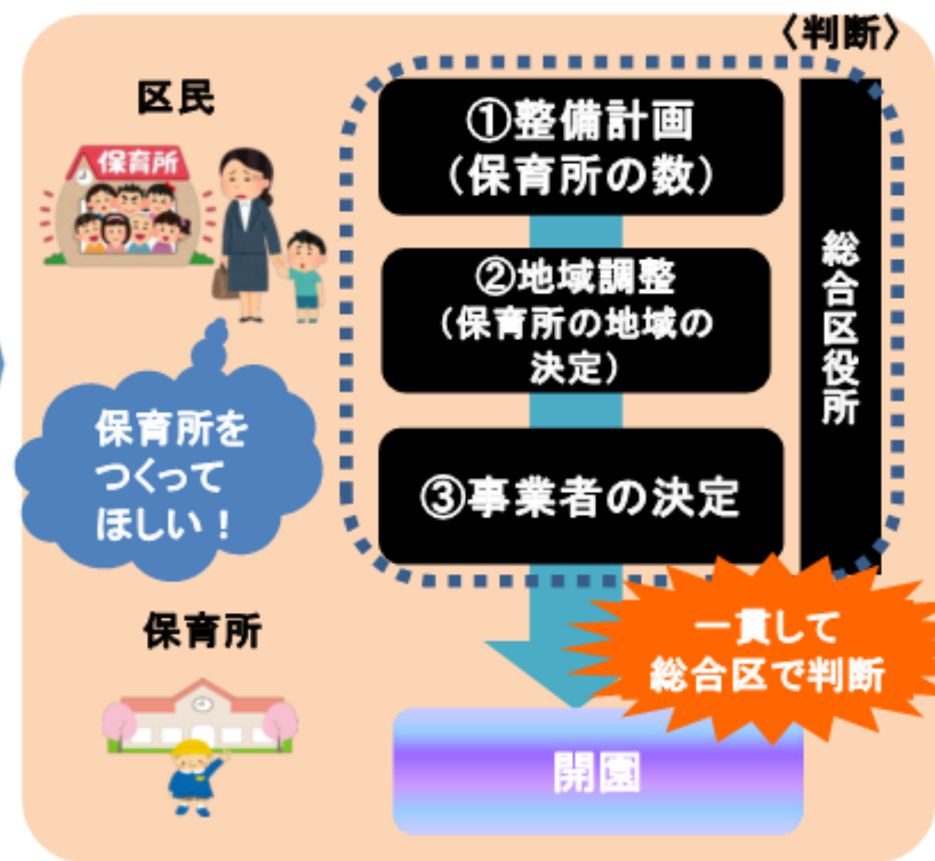 〈判断〉
区民
保育所
①整備計画
（保育所の数）
②地域調整
（保育所の地域の
決定）
③事業者の決定
総合区役所
保育所を
つくって
ほしい！
一貫して
総合区で判断
保育所
開園